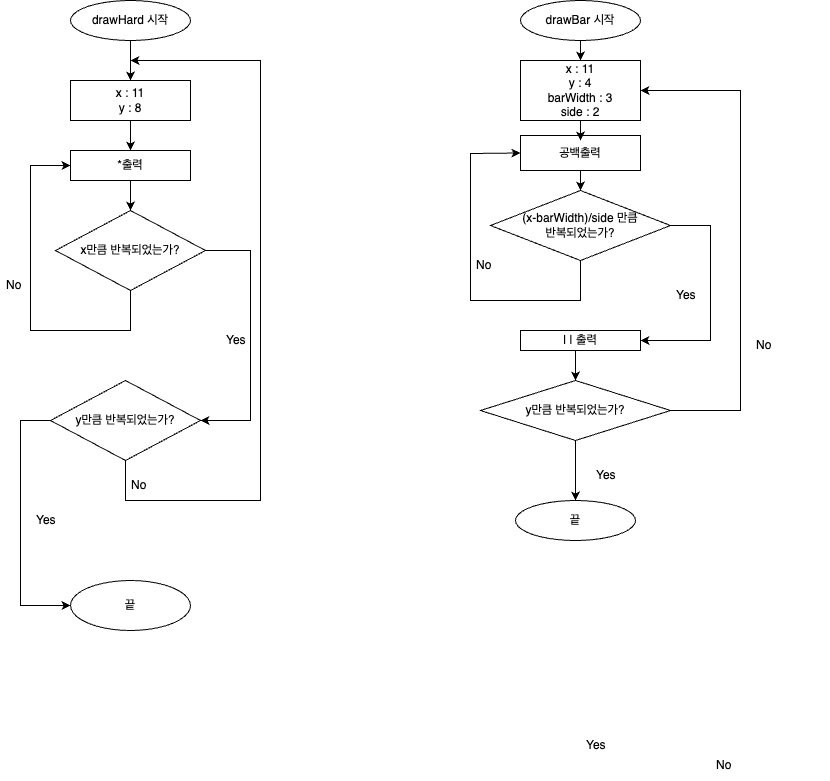 drawHard 시작
x : 11
y : 8
*출력
x만큼 반복되었는가?
No
Yes
y만큼 반복되었는가?
No
Yes
끝
drawBar 시작
x : 11
y : 4
barWidth : 3
side : 2
공백출력
(x-barWidth)/side 만큼
반복되었는가?
No
Yes
| | 출력
No
y만큼 반복되었는가?
Yes
끝
Yes
No